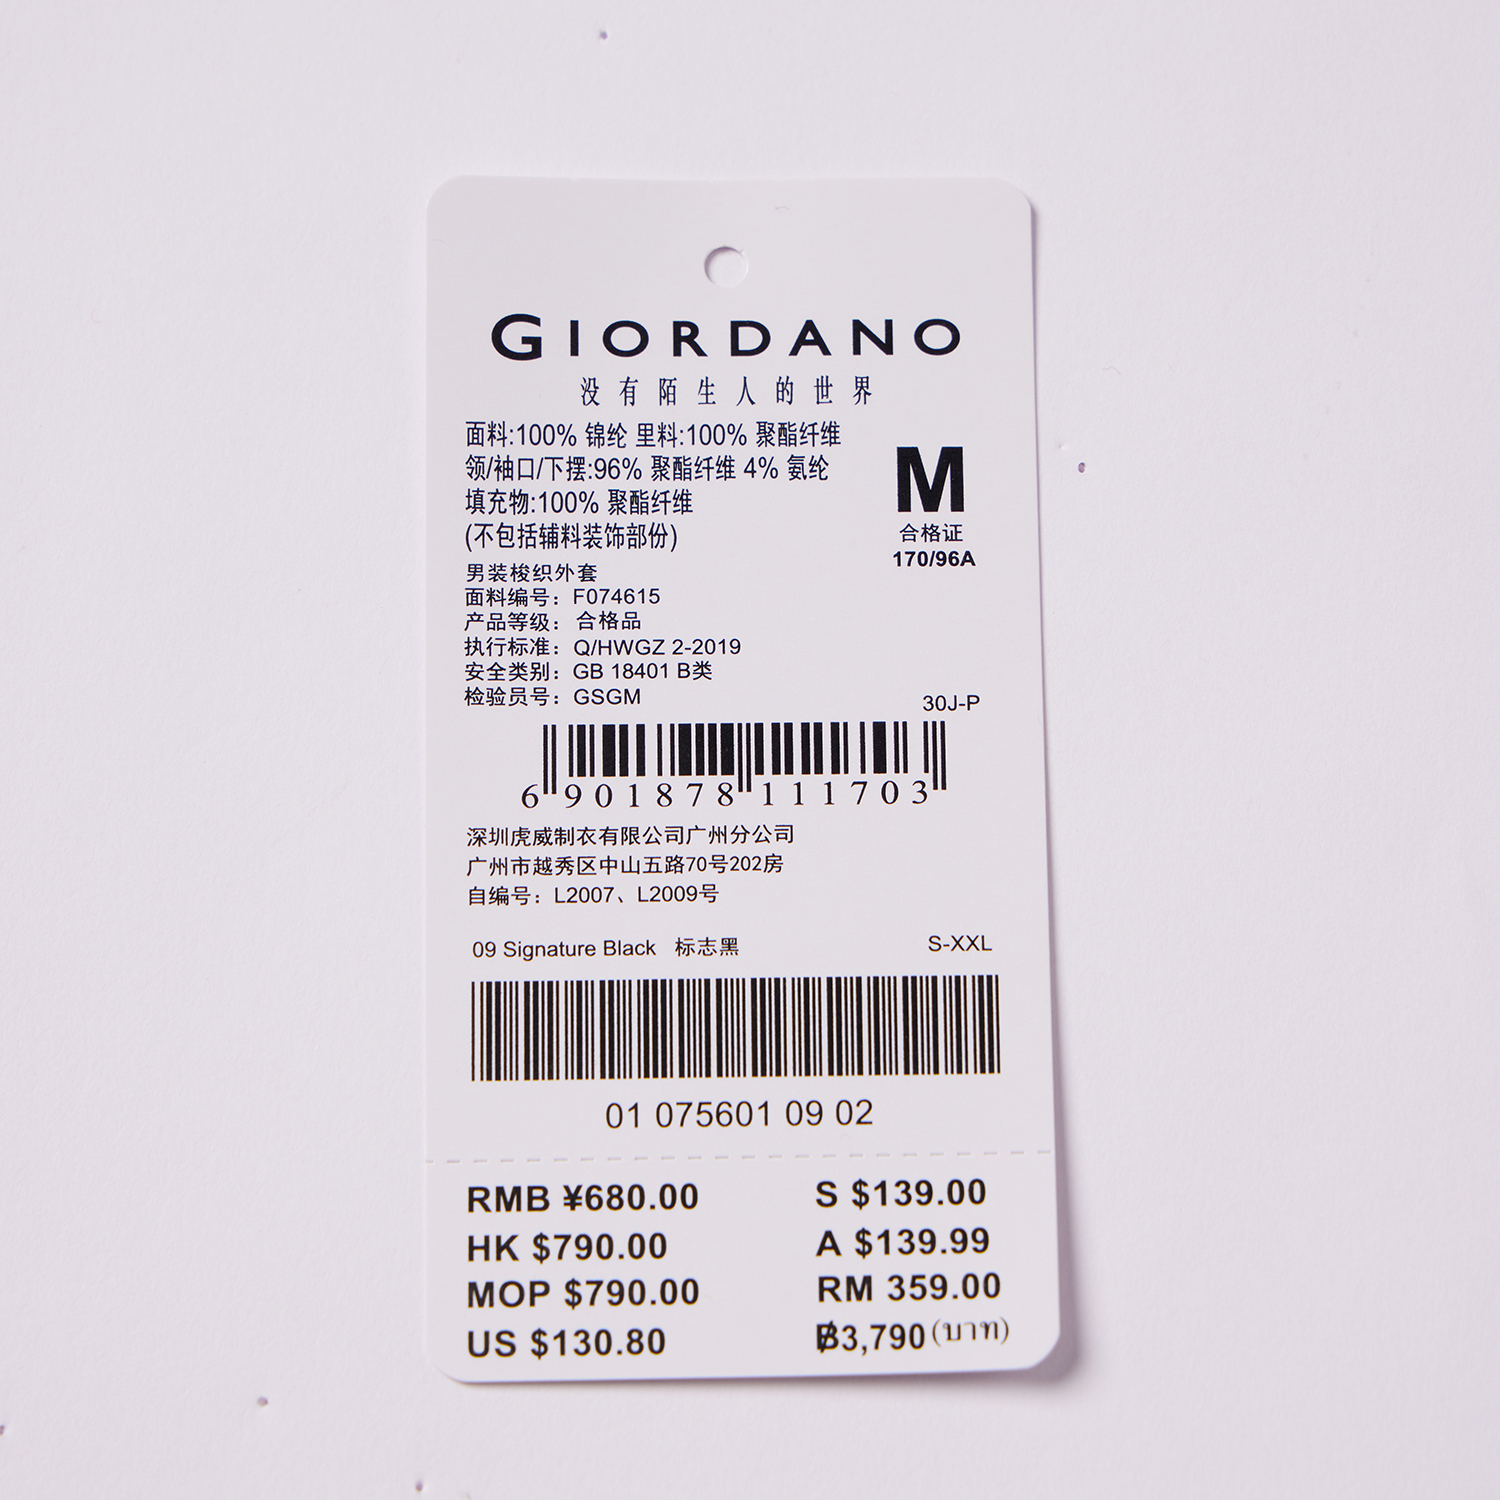 GIORDANO
没有陌生人的世界
面料:100% 锦纶 里料:100% 聚酯纤维
领/袖口/下摆:96% 聚酯纤维 4% 氨纶
填充物:100% 聚酯纤维
(不包括辅料装饰部份)
M
合格证
170/96A
男装梭织外套
面料编号：F074615
产品等级：合格品
执行标准：Q/HWGZ 2-2019
安全类别：GB 18401 B类
检验员号：GSGM
30J-P
6 901878 111703
深圳虎威制衣有限公司广州分公司
广州市越秀区中山五路70号202房
自编号：L2007、L2009号
09 Signature Black 标志黑 S-XXL
01 075601 09 02
RMB ¥680.00 S $139.00
HK $790.00 A $139.99
MOP $790.00 RM 359.00
US $130.80 ฿3,790 (บาท)